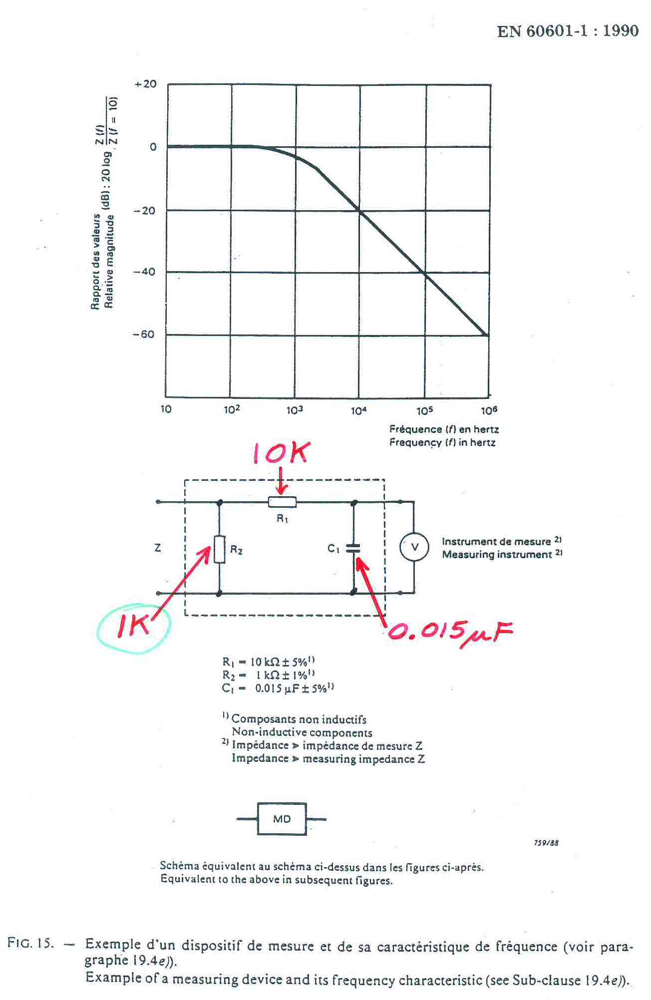 EN 60601-1 : 1990
+20
0
−20
−40
−60
Rapport des valeurs
Relative magnitude (dB) : 20 log . Z (f) / Z (f = 10)
10 10² 10³ 10⁴ 10⁵ 10⁶
Fréquence (f) en hertz
Frequency (f) in hertz
10K
R₁
Z R₂ C₁ V
Instrument de mesure ²⁾
Measuring instrument ²⁾
1K
0.015µF
R₁ = 10 kΩ ± 5%¹⁾
R₂ = 1 kΩ ± 1%¹⁾
C₁ = 0.015 µF ± 5%¹⁾
¹⁾ Composants non inductifs
Non-inductive components
²⁾ Impédance ⪢ impédance de mesure Z
Impedance ⪢ measuring impedance Z
MD
759/88
Schéma équivalent au schéma ci-dessus dans les figures ci-après.
Equivalent to the above in subsequent figures.
FIG. 15. — Exemple d'un dispositif de mesure et de sa caractéristique de fréquence (voir para-
graphe 19.4e)).
Example of a measuring device and its frequency characteristic (see Sub-clause 19.4e)).